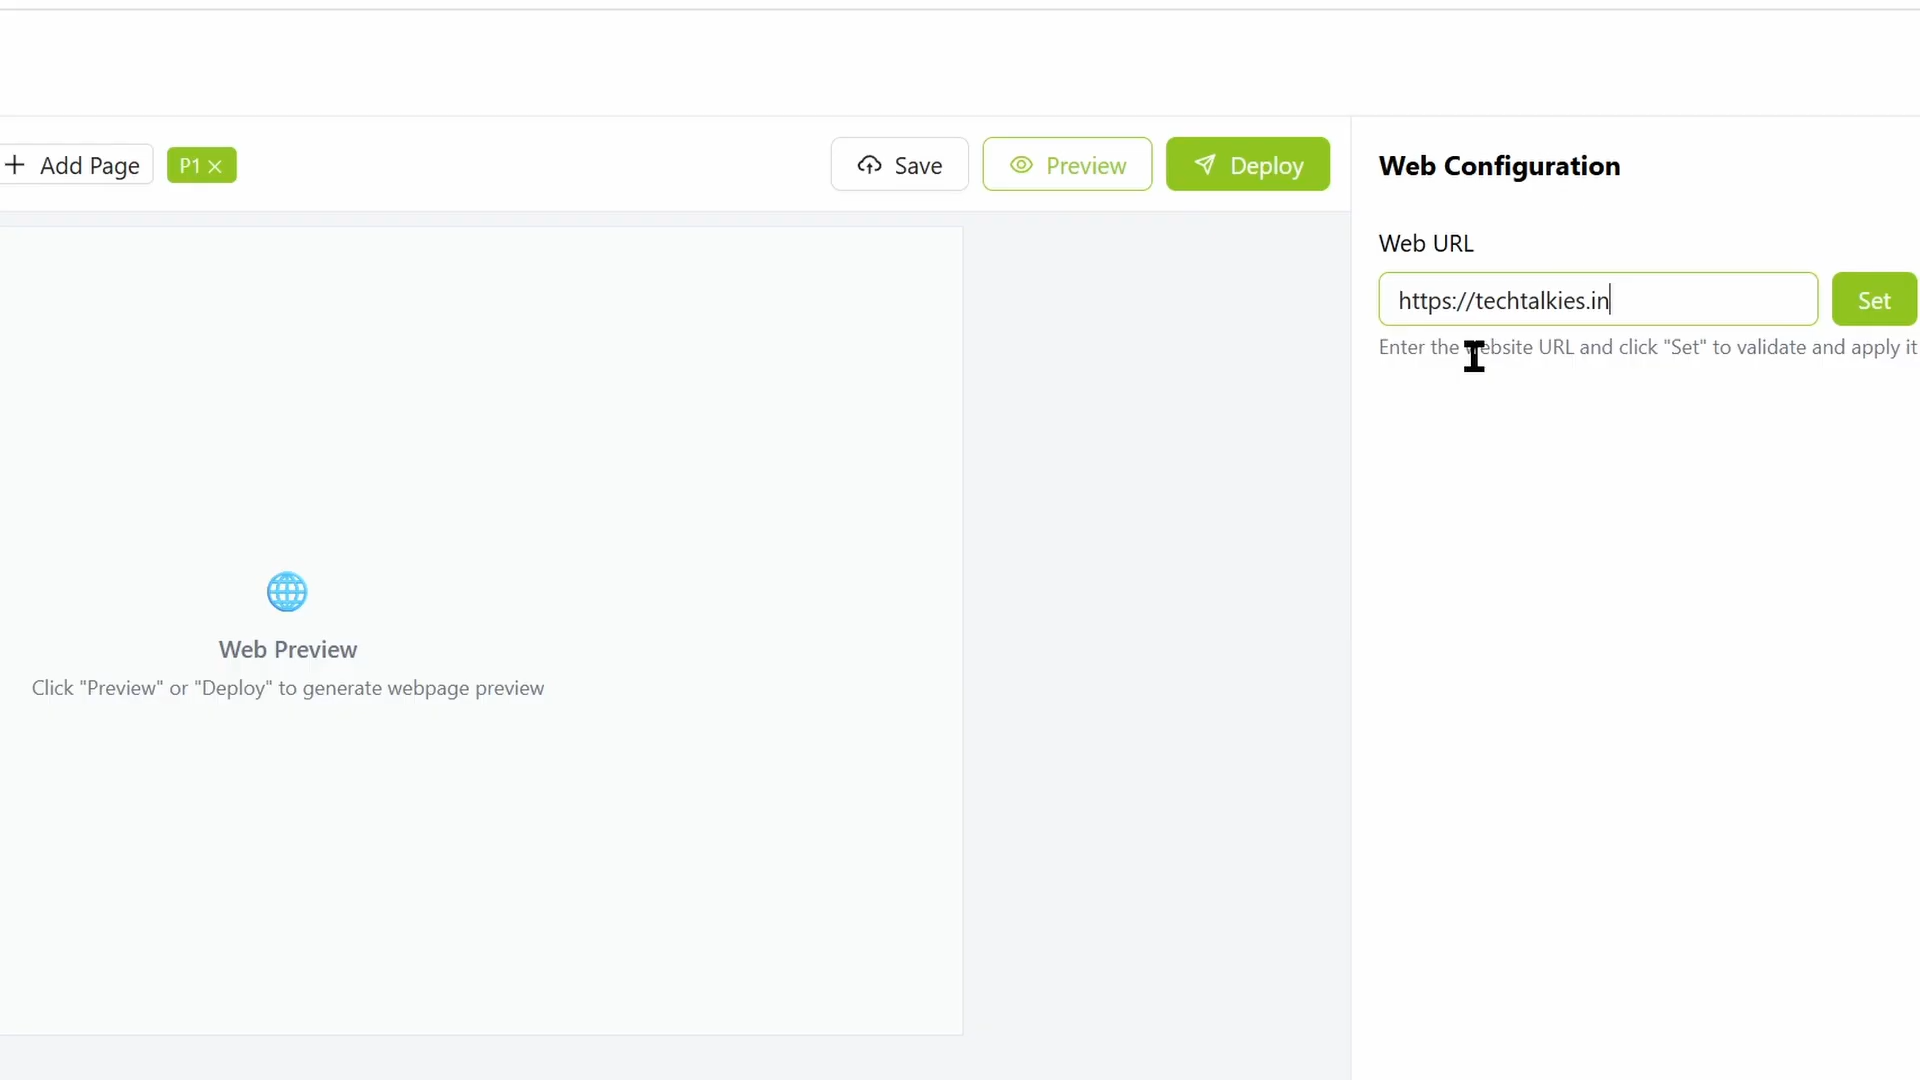 Add Page
P1
Save
Preview
Deploy
Web Configuration
Web URL
https://techtalkies.in
Set
Enter the website URL and click "Set" to validate and apply it
Web Preview
Click "Preview" or "Deploy" to generate webpage preview